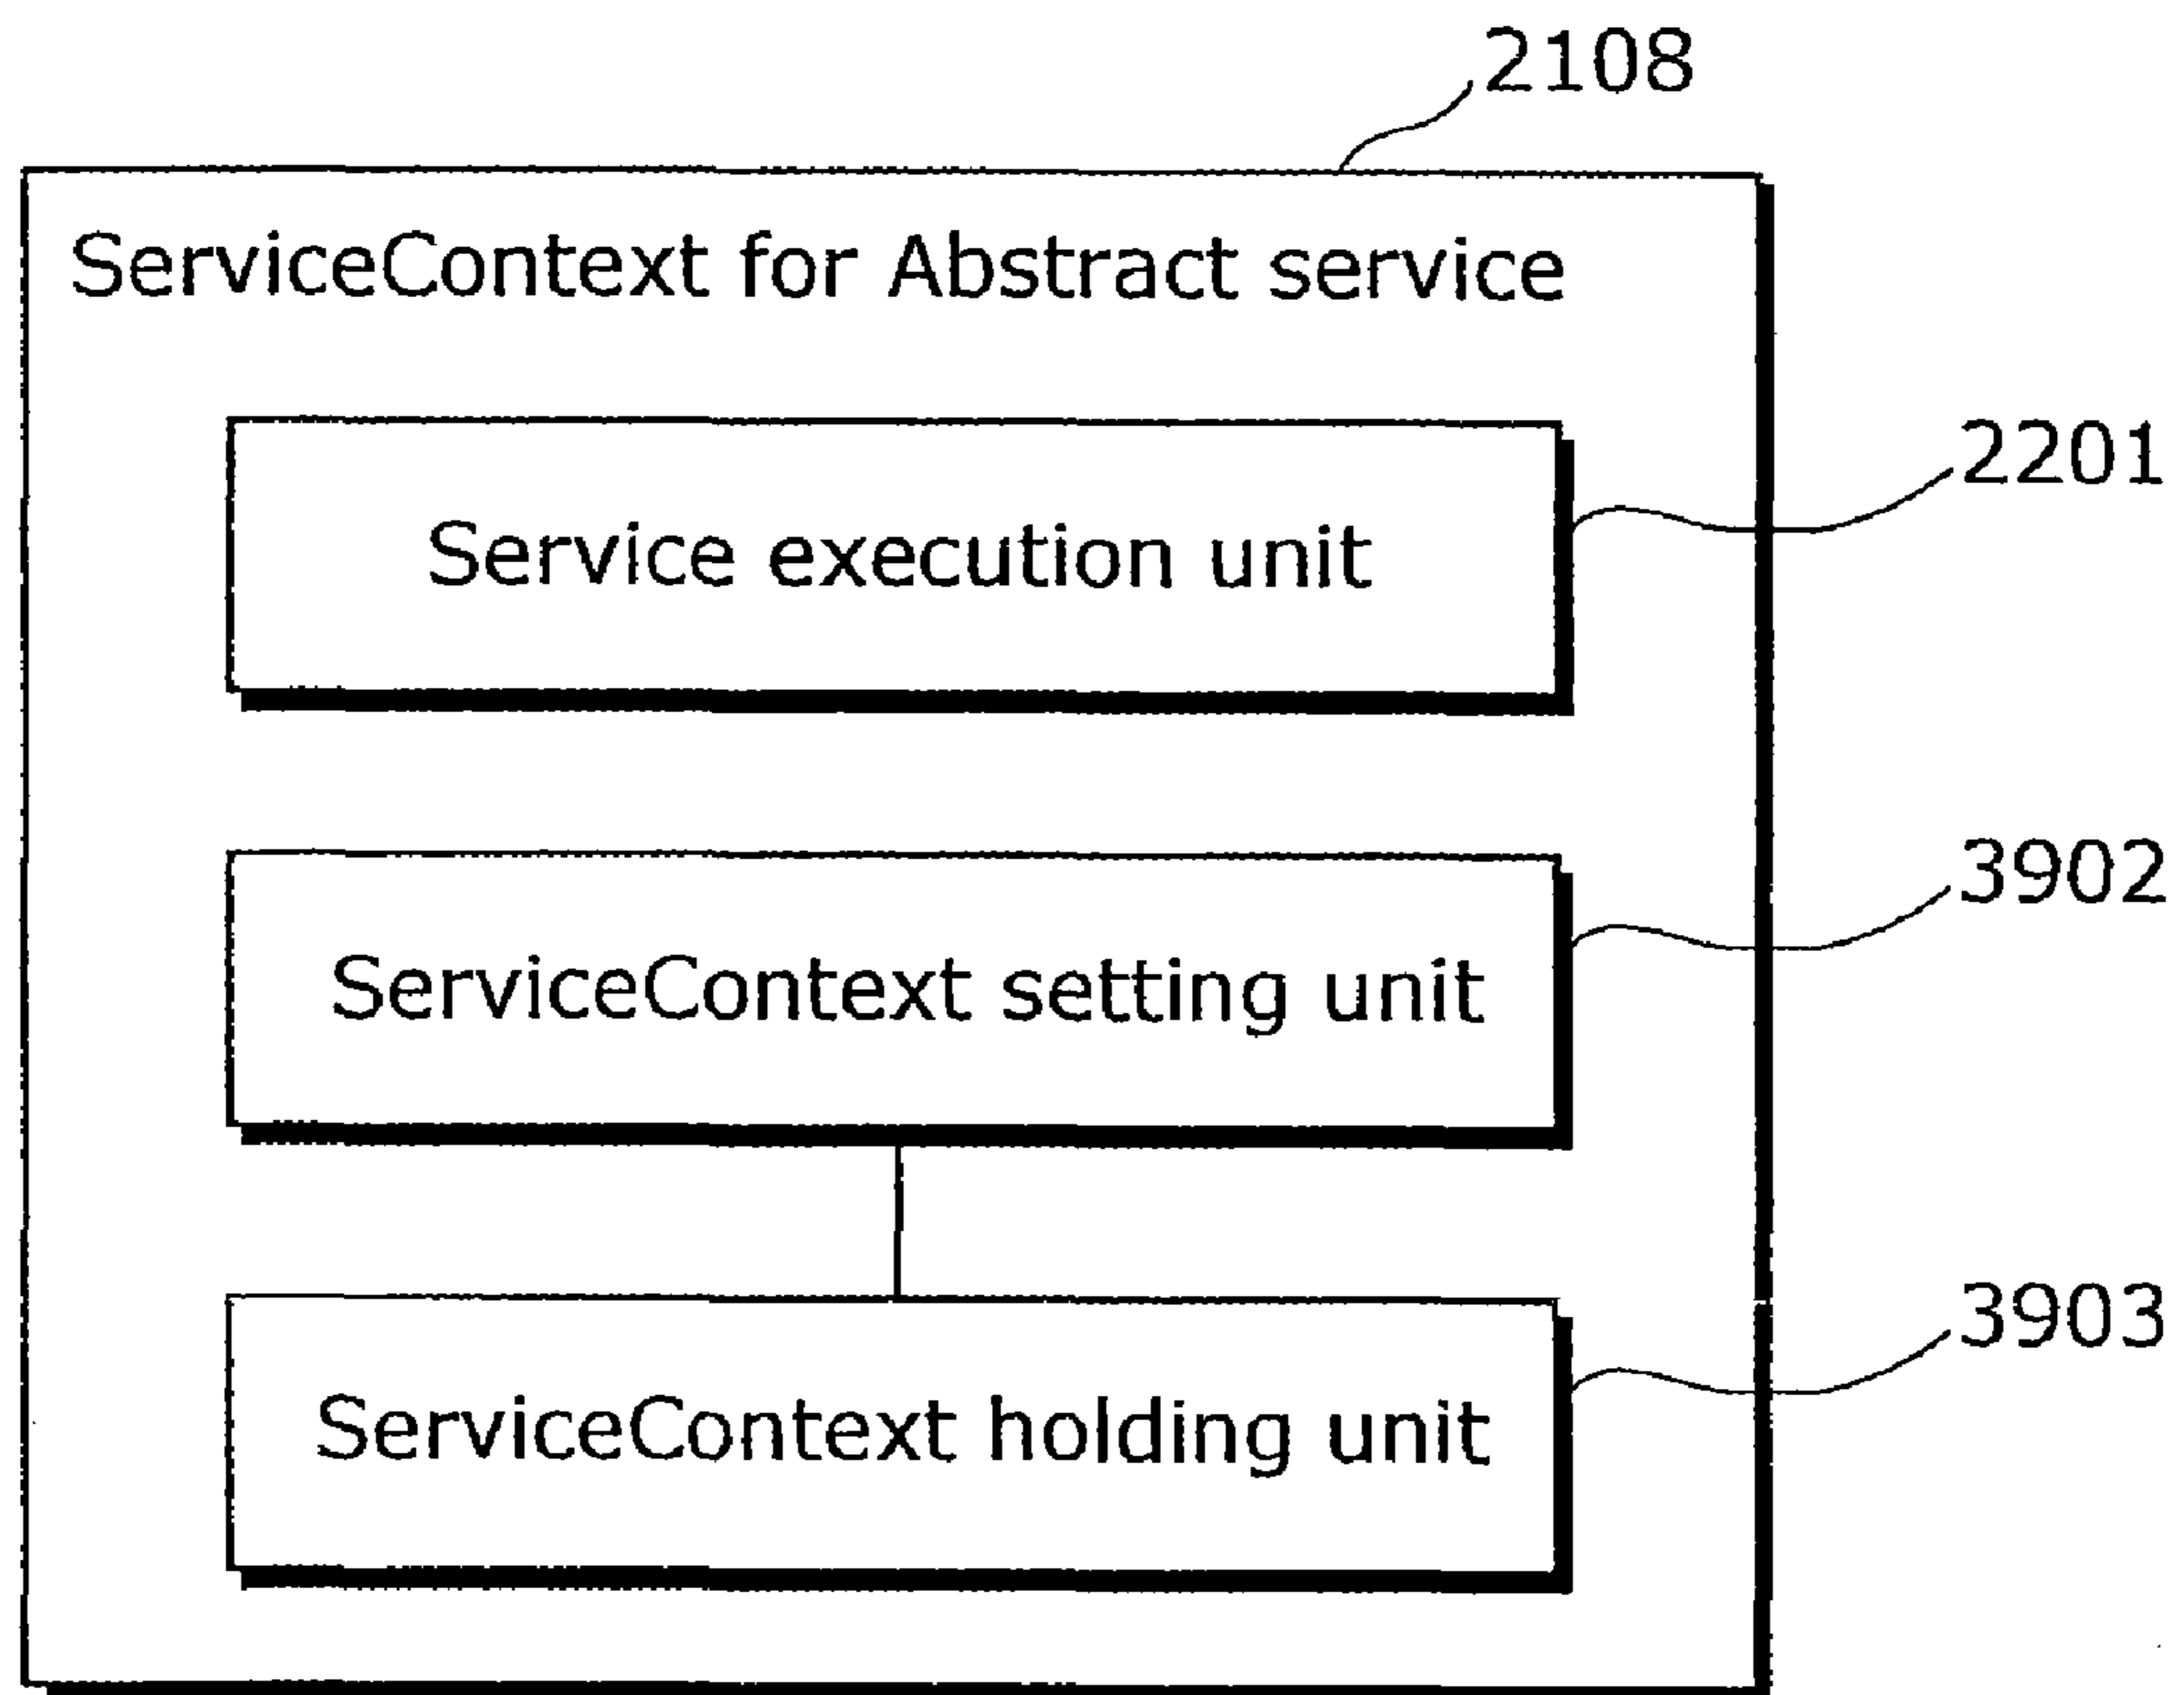 2108
ServiceContext for Abstract service
2201
Service execution unit
3902
ServiceContext setting unit
3903
ServiceContext holding unit